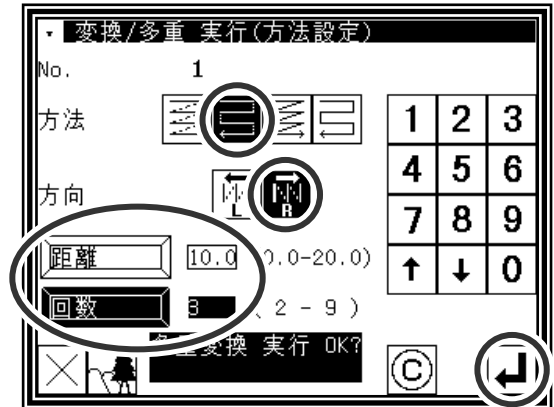 変換/多重 実行(方法設定)
No. 1
方法
方向 L R
距離 10.0 .0-20.0)
回数 3 2 - 9 )
変換 実行 OK?
1 2 3
4 5 6
7 8 9
↑ ↓ 0
C